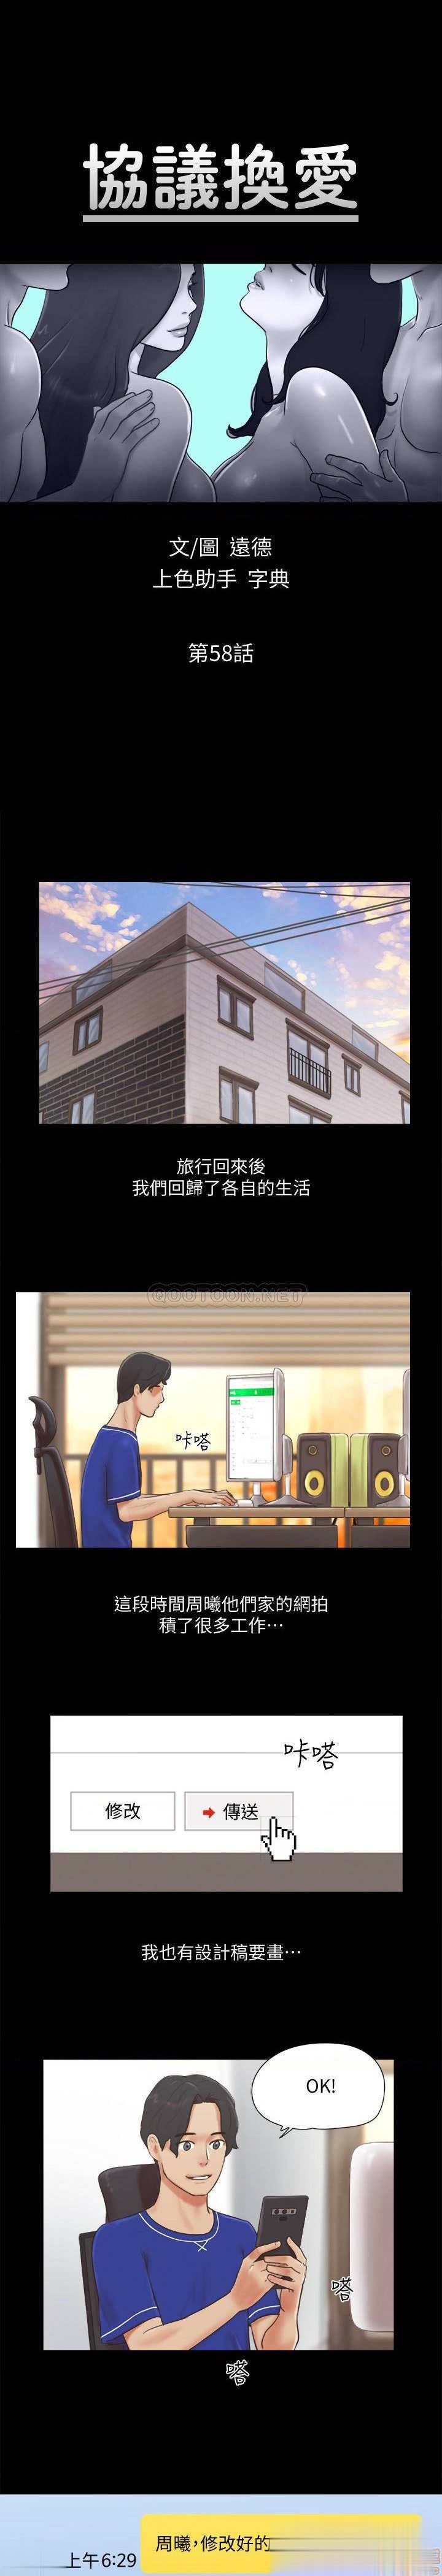 協議換愛
文/圖 遠德
上色助手 字典
第58話
旅行回來後
我們回歸了各自的生活
QOOTOON.NET
咔嗒
這段時間周曦他們家的網拍
積了很多工作…
咔嗒
修改
傳送
我也有設計稿要畫…
OK!
嗒
嗒
周曦,修改好的
上午6:29